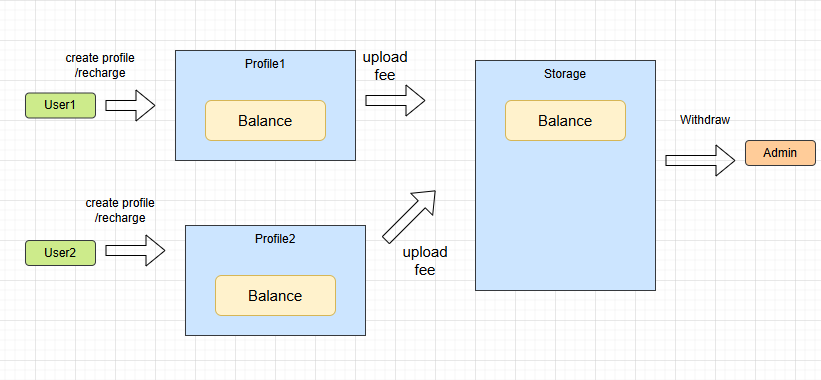 create profile
/recharge
User1
Profile1
Balance
upload
fee
Storage
Balance
Withdraw
Admin
create profile
/recharge
User2
Profile2
Balance
upload
fee